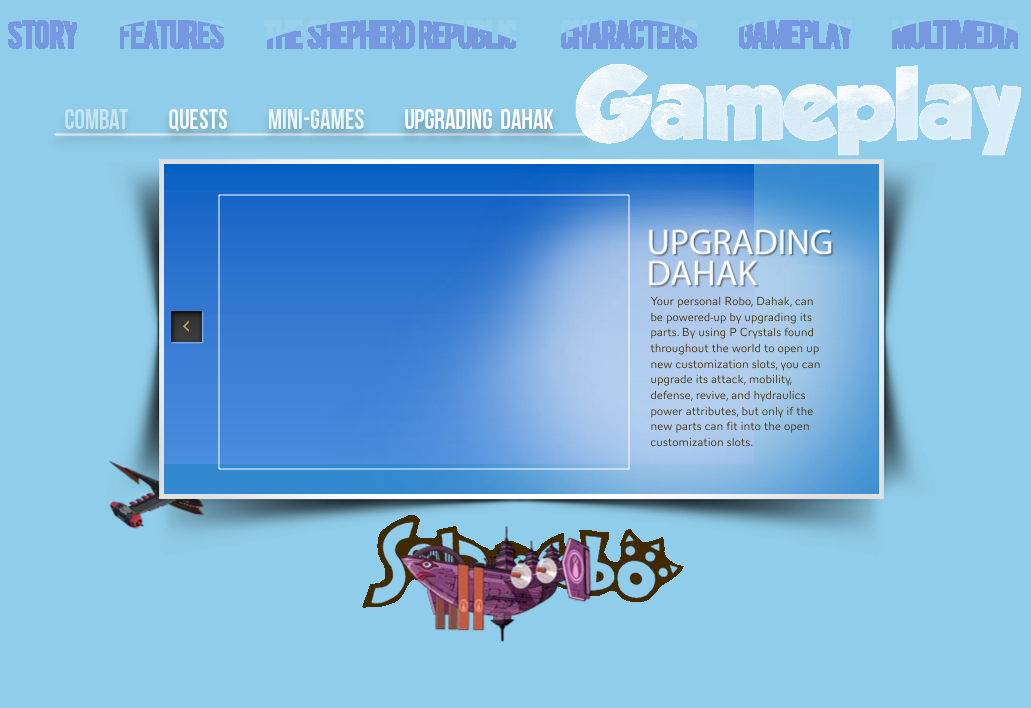 STORY FEATURES THE SHEPHERD REPUBLIC CHARACTERS GAMEPLAY MULTIMEDIA
Gameplay
COMBAT QUESTS MINI-GAMES UPGRADING DAHAK
UPGRADING
DAHAK
Your personal Robo, Dahak, can
be powered-up by upgrading its
parts. By using P Crystals found
throughout the world to open up
new customization slots, you can
upgrade its attack, mobility,
defense, revive, and hydraulics
power attributes, but only if the
new parts can fit into the open
customization slots.